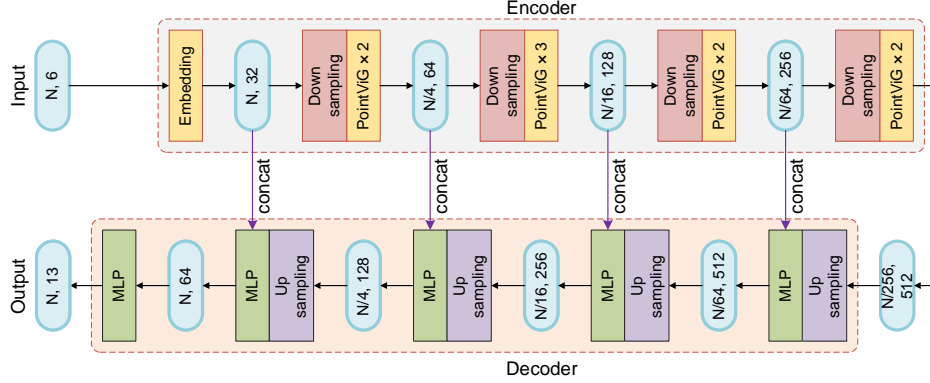 Encoder
Input
N, 6
Embedding
N, 32
Down
sampling
PointViG × 2
N/4, 64
Down
sampling
PointViG × 3
N/16, 128
Down
sampling
PointViG × 2
N/64, 256
Down
sampling
PointViG × 2
concat
concat
concat
concat
Output
N, 13
MLP
N, 64
MLP
Up
sampling
N/4, 128
MLP
Up
sampling
N/16, 256
MLP
Up
sampling
N/64, 512
MLP
Up
sampling
N/256,
512
Decoder